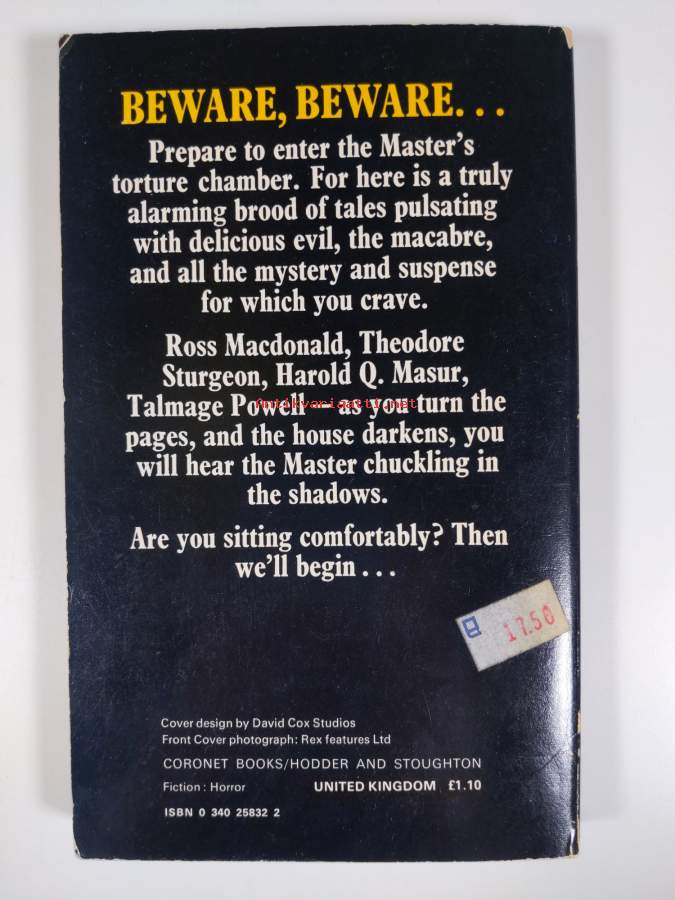 BEWARE, BEWARE...
Prepare to enter the Master's
torture chamber. For here is a truly
alarming brood of tales pulsating
with delicious evil, the macabre,
and all the mystery and suspense
for which you crave.
Ross Macdonald, Theodore
Sturgeon, Harold Q. Masur,
Talmage Powell – as you turn the
antikvariaatti.net
pages, and the house darkens, you
will hear the Master chuckling in
the shadows.
Are you sitting comfortably? Then
we'll begin...
17.50
Cover design by David Cox Studios
Front Cover photograph: Rex features Ltd
CORONET BOOKS/HODDER AND STOUGHTON
Fiction: Horror UNITED KINGDOM £1.10
ISBN 0 340 25832 2